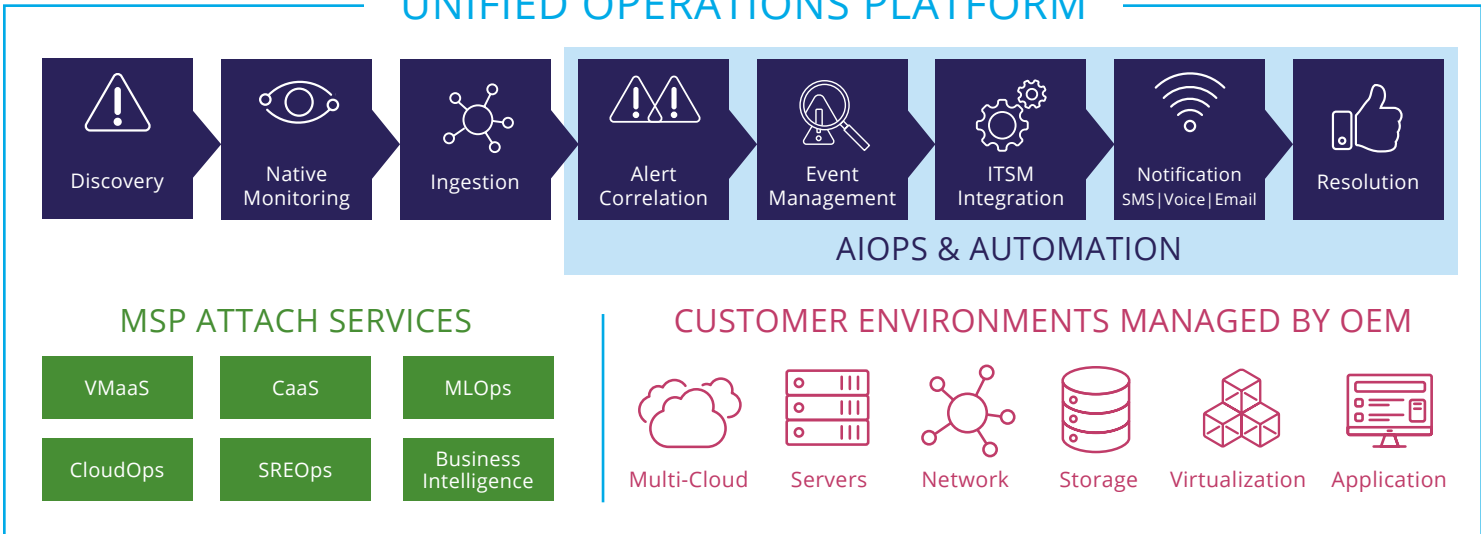 UNIFIED OPERATIONS PLATFORM
Discovery
Native
Monitoring
Ingestion
Alert
Correlation
Event
Management
ITSM
Integration
Notification
SMS|Voice|Email
Resolution
AIOPS & AUTOMATION
MSP ATTACH SERVICES
VMaaS
CaaS
MLOps
CloudOps
SREOps
Business
Intelligence
CUSTOMER ENVIRONMENTS MANAGED BY OEM
Multi-Cloud
Servers
Network
Storage
Virtualization
Application